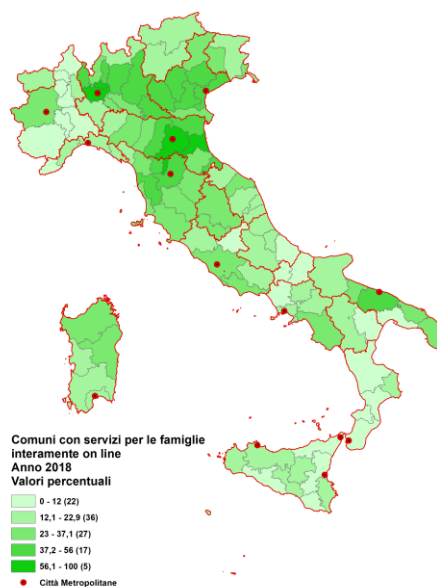 Comuni con servizi per le famiglie
interamente on line
Anno 2018
Valori percentuali
0 - 12 (22)
12,1 - 22,9 (36)
23 - 37,1 (27)
37,2 - 56 (17)
56,1 - 100 (5)
Città Metropolitane